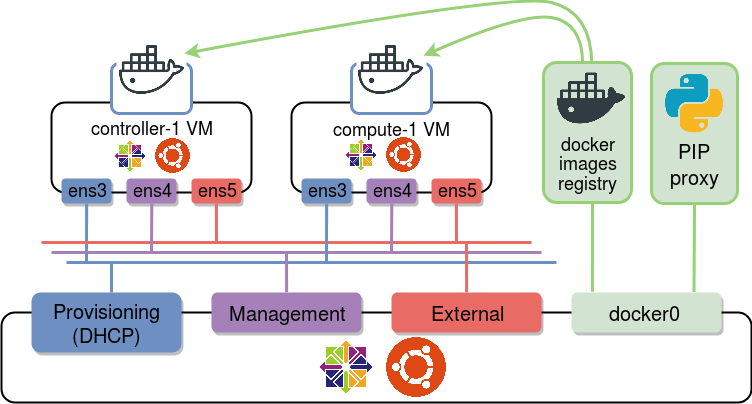 controller-1 VM
ens3
ens4
ens5
compute-1 VM
ens3
ens4
ens5
docker
images
registry
PIP
proxy
Provisioning
(DHCP)
Management
External
docker0